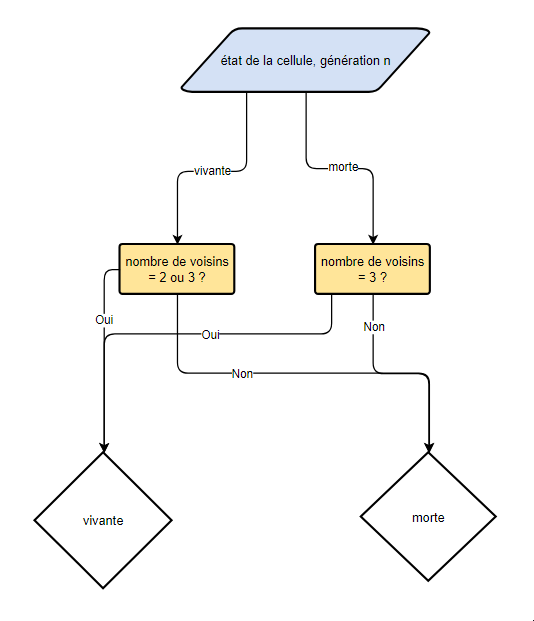 état de la cellule, génération n
vivante
morte
nombre de voisins
= 2 ou 3 ?
nombre de voisins
= 3 ?
Oui
Non
Oui
Non
vivante
morte